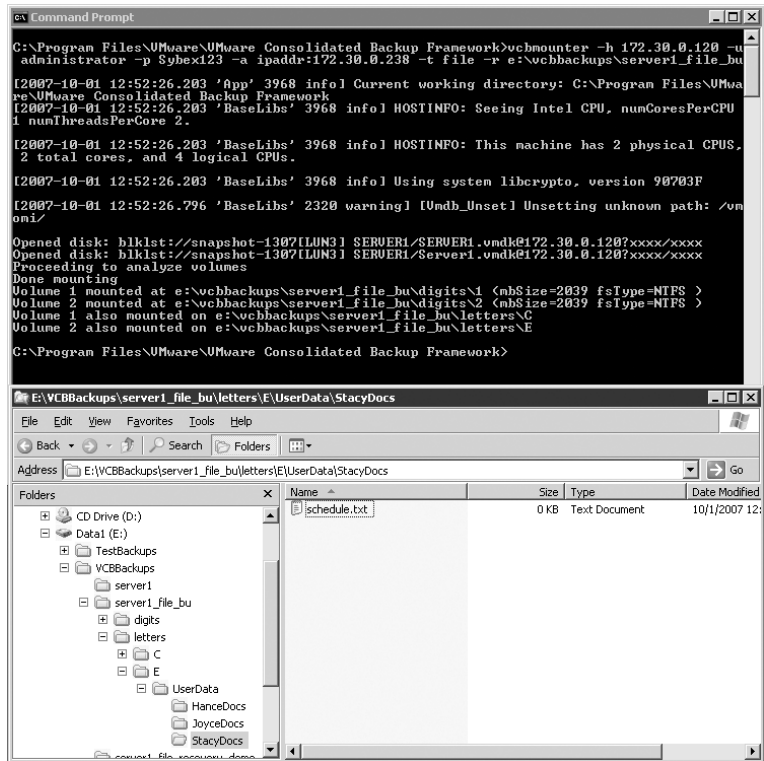 Command Prompt
C:\Program Files\VMware\VMware Consolidated Backup Framework>vcbmounter -h 172.30.0.120 -u
administrator -p Sybex123 -a ipaddr:172.30.0.238 -t file -r e:\vcbbackups\server1_file_bu
[2007-10-01 12:52:26.203 'App' 3968 info] Current working directory: C:\Program Files\VMwa
re\VMware Consolidated Backup Framework
[2007-10-01 12:52:26.203 'BaseLibs' 3968 info] HOSTINFO: Seeing Intel CPU, numCoresPerCPU
1 numThreadsPerCore 2.
[2007-10-01 12:52:26.203 'BaseLibs' 3968 info] HOSTINFO: This machine has 2 physical CPUS,
2 total cores, and 4 logical CPUs.
[2007-10-01 12:52:26.203 'BaseLibs' 3968 info] Using system libcrypto, version 90703F
[2007-10-01 12:52:26.796 'BaseLibs' 2320 warning] [Vmdb_Unset] Unsetting unknown path: /vm
omi/
Opened disk: blklst://snapshot-1307[LUN3] SERVER1/SERVER1.vmdk@172.30.0.120?xxxx/xxxx
Opened disk: blklst://snapshot-1307[LUN3] SERVER1/Server1.vmdk@172.30.0.120?xxxx/xxxx
Proceeding to analyze volumes
Done mounting
Volume 1 mounted at e:\vcbbackups\server1_file_bu\digits\1 (mbSize=2039 fsType=NTFS )
Volume 2 mounted at e:\vcbbackups\server1_file_bu\digits\2 (mbSize=2039 fsType=NTFS )
Volume 1 also mounted on e:\vcbbackups\server1_file_bu\letters\C
Volume 2 also mounted on e:\vcbbackups\server1_file_bu\letters\E
C:\Program Files\VMware\VMware Consolidated Backup Framework>
E:\VCBBackups\server1_file_bu\letters\E\UserData\StacyDocs
File Edit View Favorites Tools Help
Back Search Folders
Address E:\VCBBackups\server1_file_bu\letters\E\UserData\StacyDocs Go
Folders Name Size Type Date Modified
schedule.txt 0 KB Text Document 10/1/2007 12:
CD Drive (D:)
Data1 (E:)
TestBackups
VCBBackups
server1
server1_file_bu
digits
letters
C
E
UserData
HanceDocs
JoyceDocs
StacyDocs
server1_file_recovery_demo